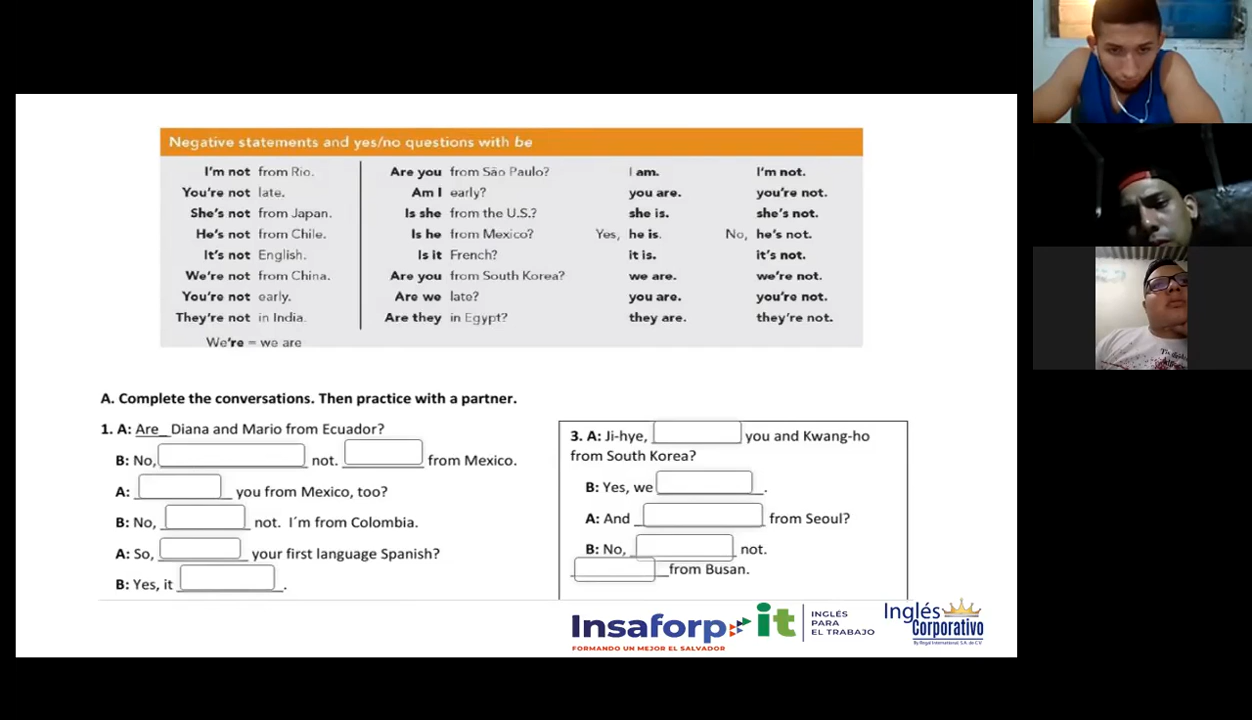 Negative statements and yes/no questions with be
I'm not from Rio.
You're not late.
She's not from Japan.
He's not from Chile.
It's not English.
We're not from China.
You're not early.
They're not in India.
We're = we are
Are you from São Paulo?
Am I early?
Is she from the U.S.?
Is he from Mexico?
Is it French?
Are you from South Korea?
Are we late?
Are they in Egypt?
I am.
you are.
she is.
Yes, he is.
it is.
we are.
you are.
they are.
I'm not.
you're not.
she's not.
No, he's not.
it's not.
we're not.
you're not.
they're not.
A. Complete the conversations. Then practice with a partner.
1. A: Are_ Diana and Mario from Ecuador?
B: No, not. from Mexico.
A: you from Mexico, too?
B: No, not. I´m from Colombia.
A: So, your first language Spanish?
B: Yes, it .
3. A: Ji-hye, you and Kwang-ho
from South Korea?
B: Yes, we .
A: And from Seoul?
B: No, not.
from Busan.
Insaforp
FORMANDO UN MEJOR EL SALVADOR
it
INGLÉS
PARA
EL TRABAJO
Inglés
Corporativo